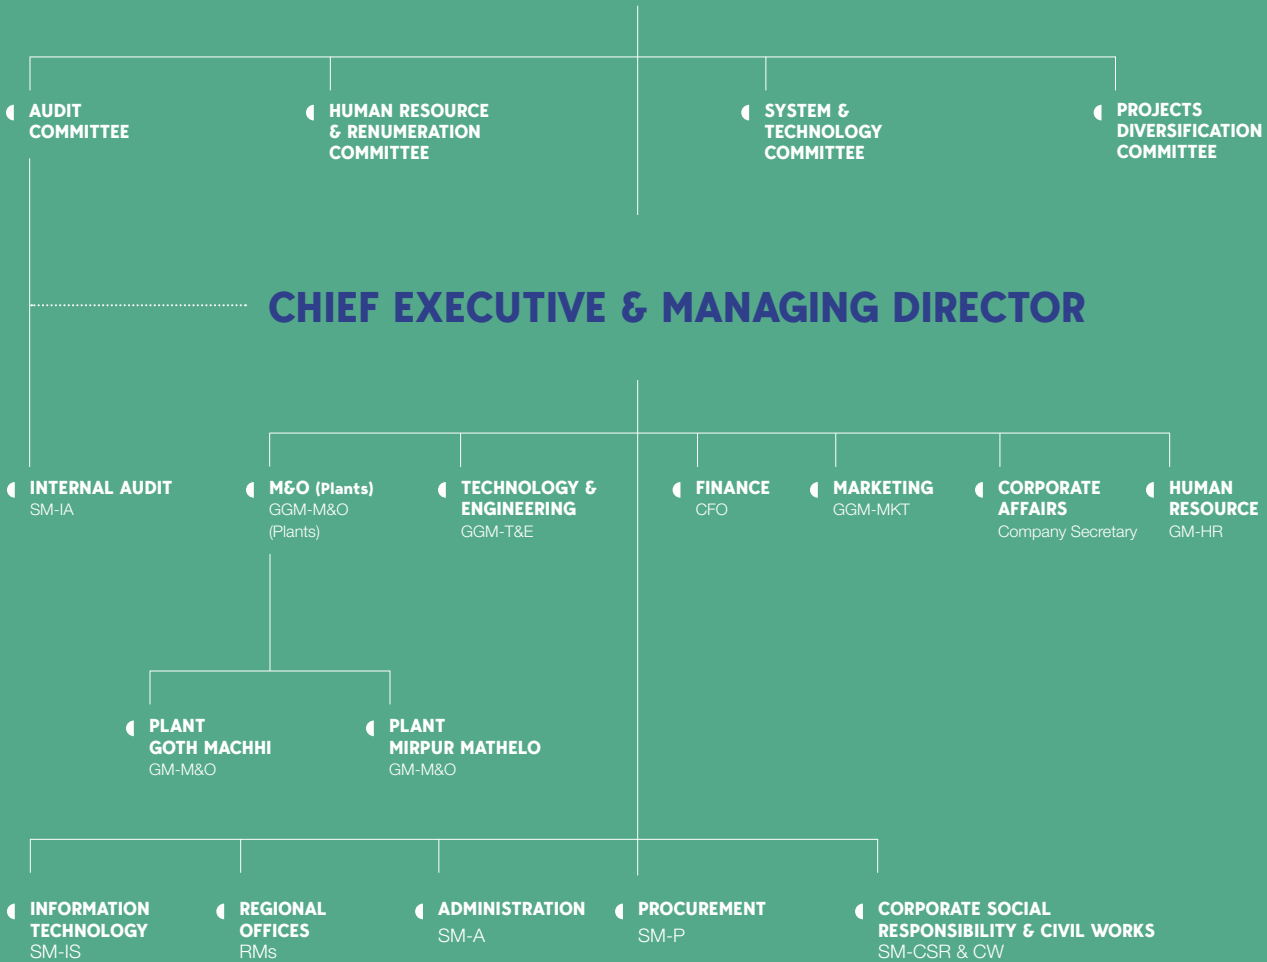 AUDIT
COMMITTEE
HUMAN RESOURCE
& RENUMERATION
COMMITTEE
SYSTEM &
TECHNOLOGY
COMMITTEE
PROJECTS
DIVERSIFICATION
COMMITTEE
CHIEF EXECUTIVE & MANAGING DIRECTOR
INTERNAL AUDIT
SM-IA
M&O (Plants)
GGM-M&O
(Plants)
TECHNOLOGY &
ENGINEERING
GGM-T&E
FINANCE
CFO
MARKETING
GGM-MKT
CORPORATE
AFFAIRS
Company Secretary
HUMAN
RESOURCE
GM-HR
PLANT
GOTH MACHHI
GM-M&O
PLANT
MIRPUR MATHELO
GM-M&O
INFORMATION
TECHNOLOGY
SM-IS
REGIONAL
OFFICES
RMs
ADMINISTRATION
SM-A
PROCUREMENT
SM-P
CORPORATE SOCIAL
RESPONSIBILITY & CIVIL WORKS
SM-CSR & CW